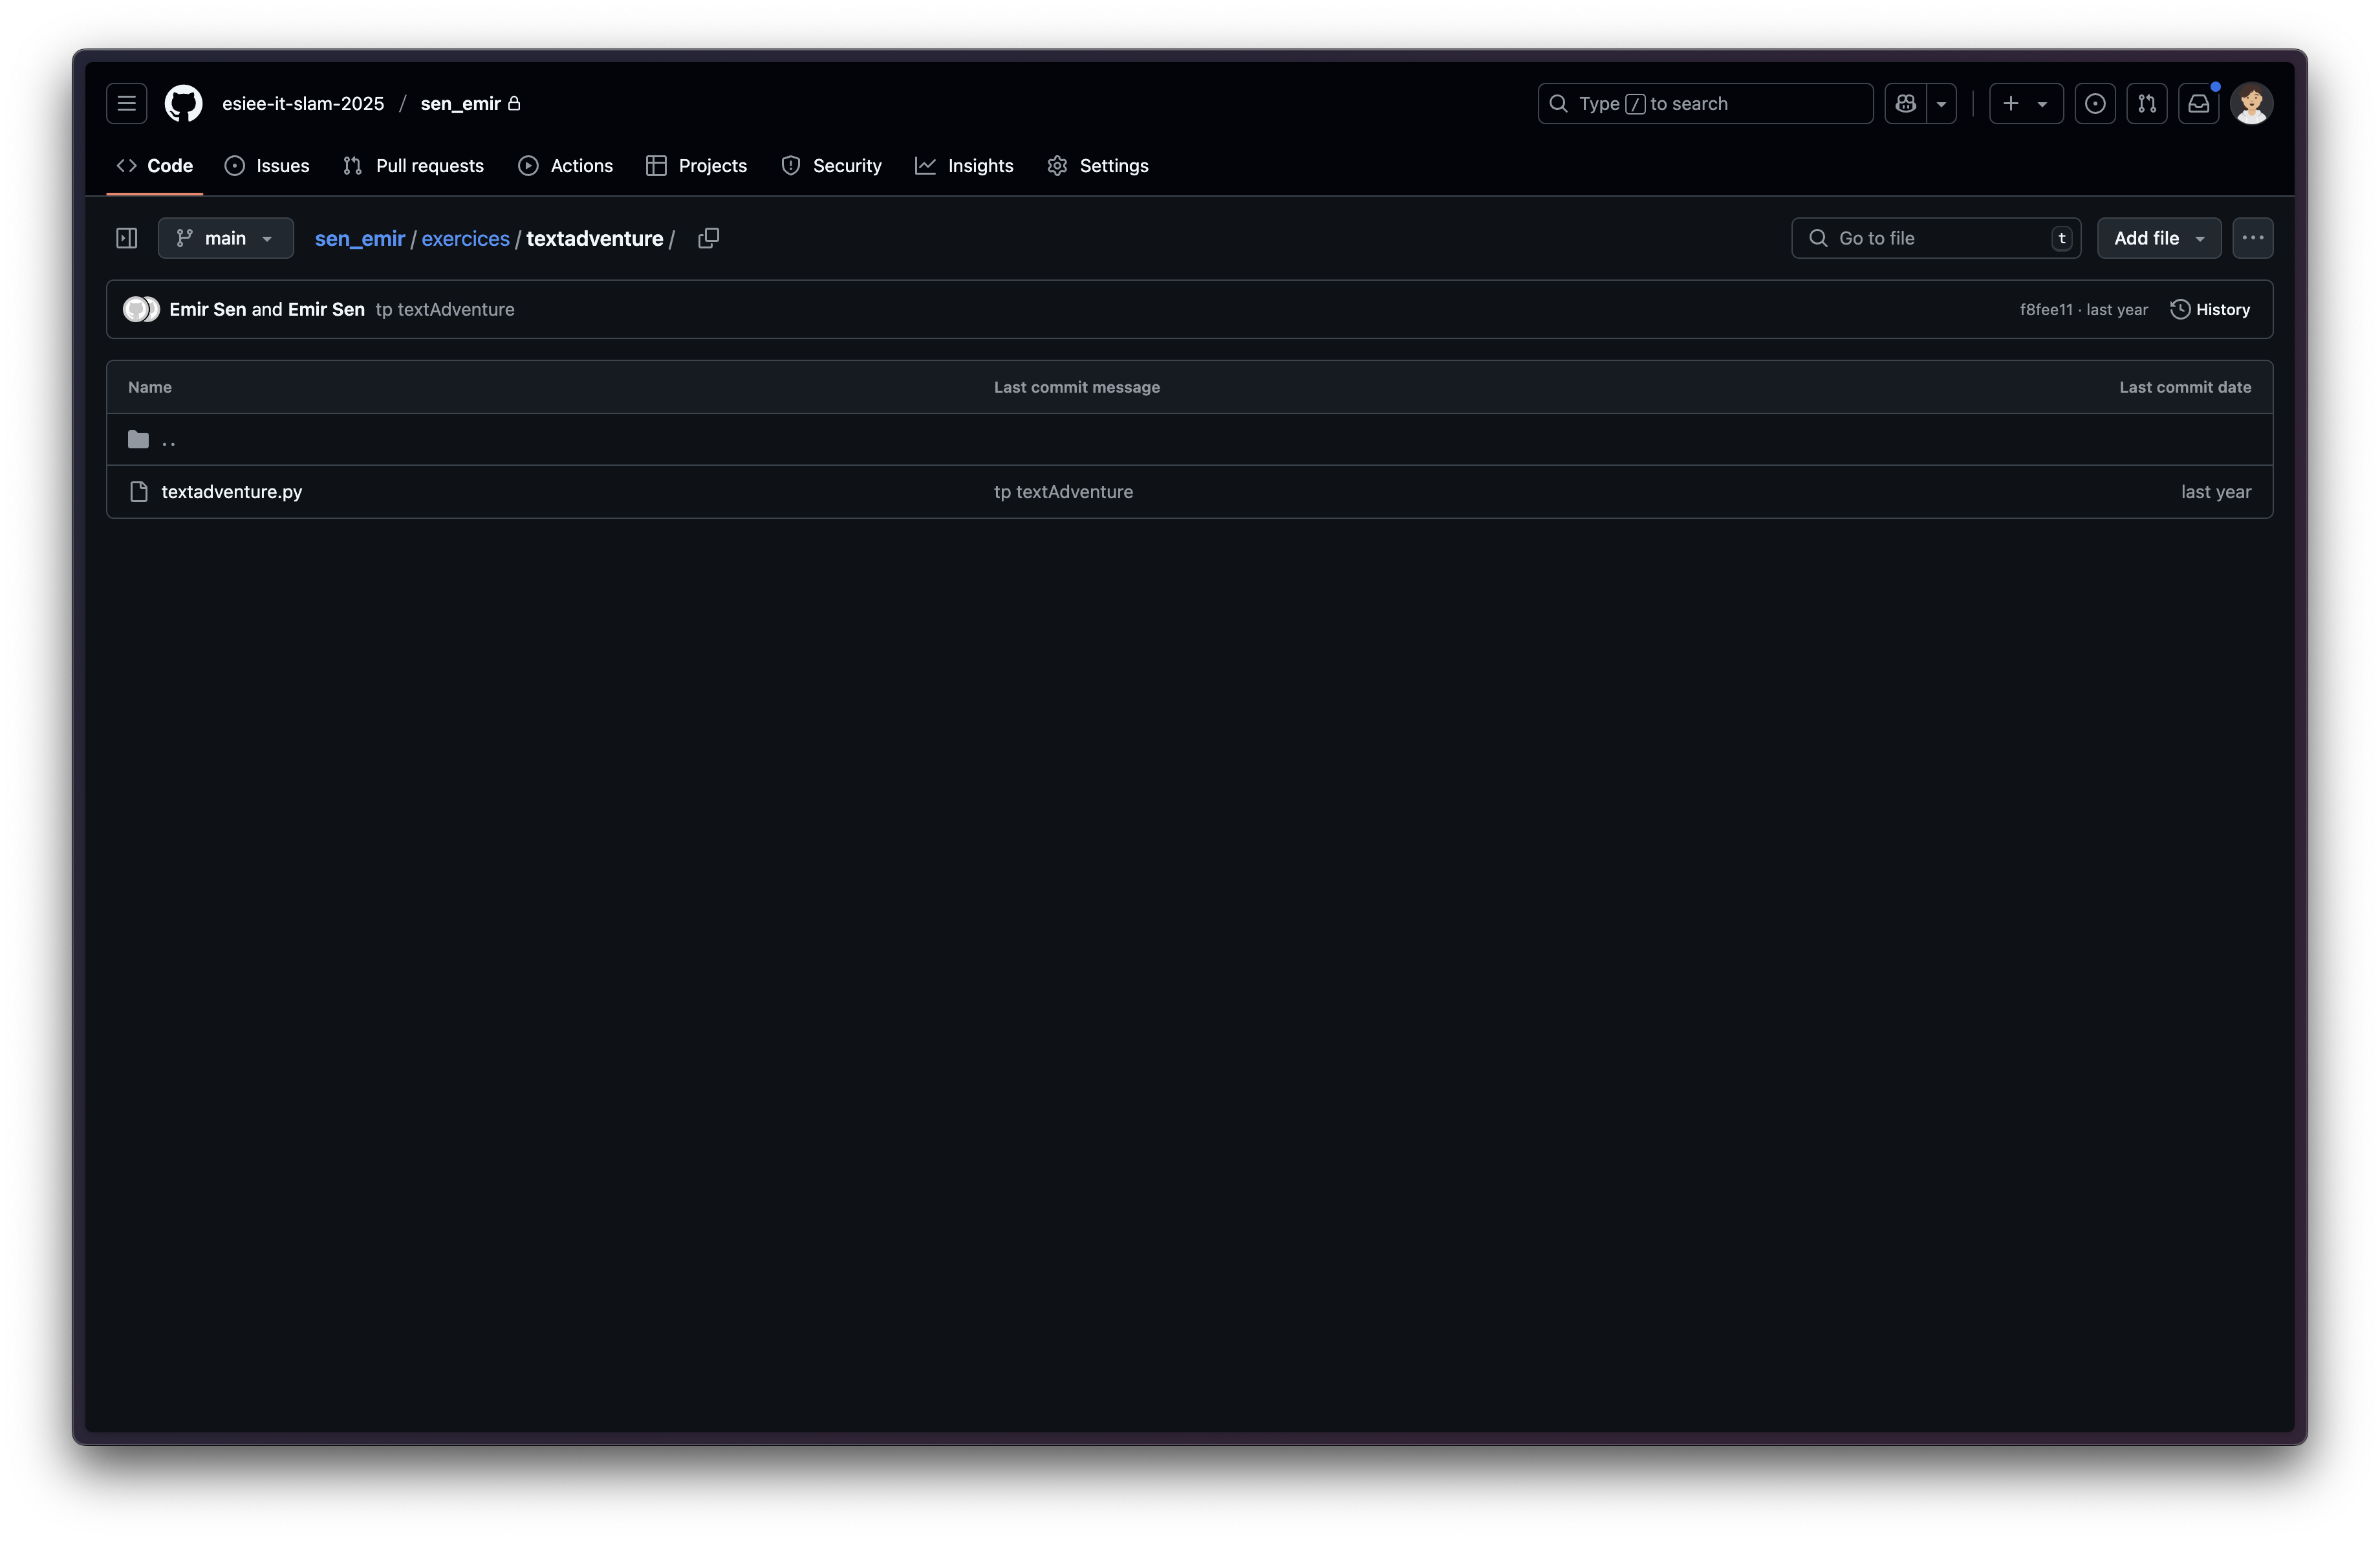 esiee-it-slam-2025 / sen_emir Type / to search
Code Issues Pull requests Actions Projects Security Insights Settings
main sen_emir / exercices / textadventure / Go to file t Add file
Emir Sen and Emir Sen tp textAdventure f8fee11 · last year History
Name Last commit message Last commit date
..
textadventure.py tp textAdventure last year